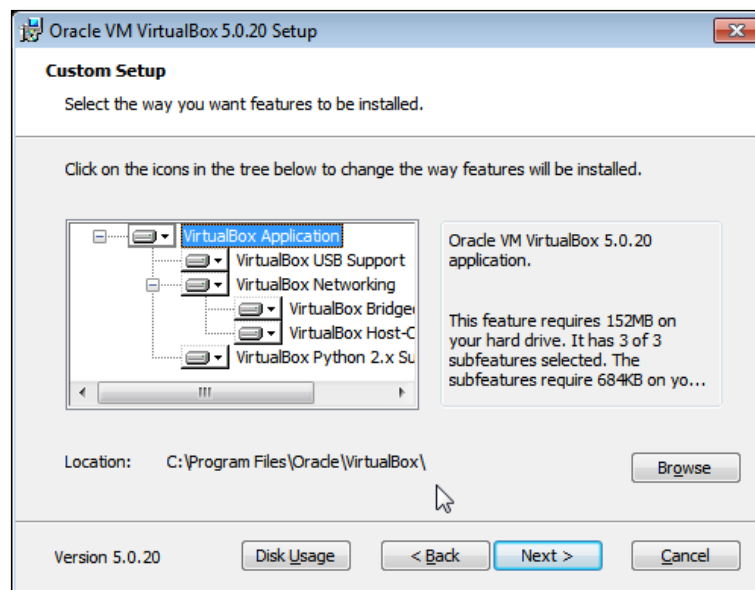 Oracle VM VirtualBox 5.0.20 Setup
Custom Setup
Select the way you want features to be installed.
Click on the icons in the tree below to change the way features will be installed.
VirtualBox Application
VirtualBox USB Support
VirtualBox Networking
VirtualBox Bridge
VirtualBox Host-C
VirtualBox Python 2.x Su
Oracle VM VirtualBox 5.0.20
application.
This feature requires 152MB on
your hard drive. It has 3 of 3
subfeatures selected. The
subfeatures require 684KB on yo...
Location: C:\Program Files\Oracle\VirtualBox\
Browse
Version 5.0.20
Disk Usage
< Back
Next >
Cancel